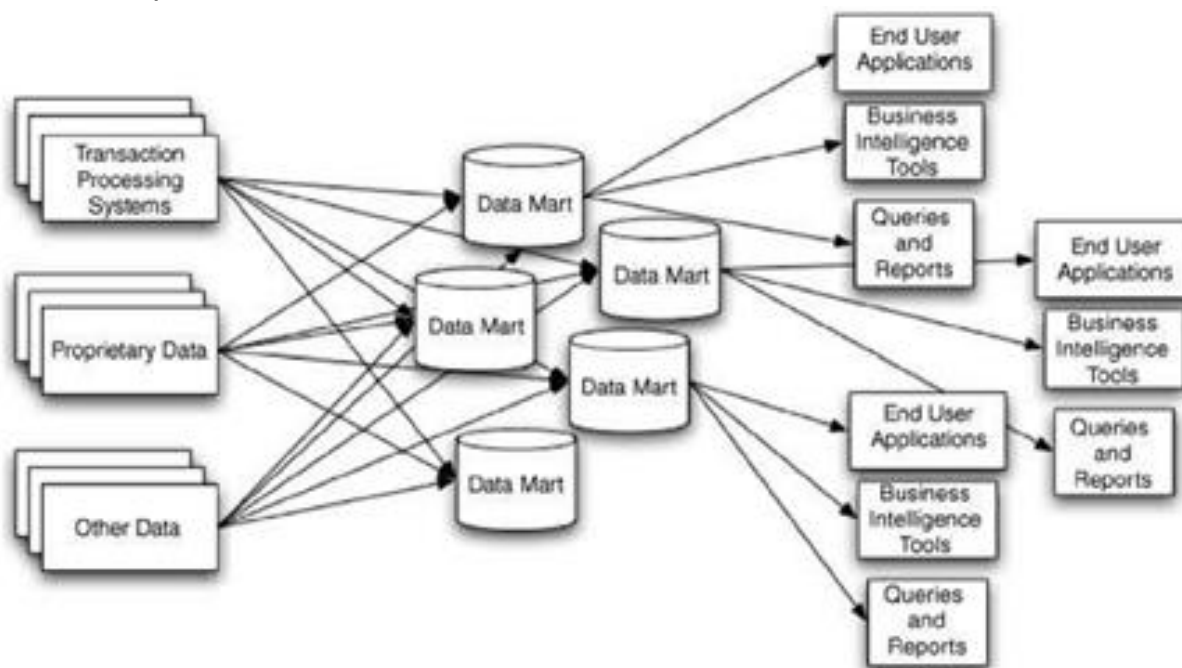 Transaction
Processing
Systems
Proprietary Data
Other Data
Data Mart
Data Mart
Data Mart
Data Mart
Data Mart
End User
Applications
Business
Intelligence
Tools
Queries
and
Reports
End User
Applications
Business
Intelligence
Tools
Queries
and
Reports
End User
Applications
Business
Intelligence
Tools
Queries
and
Reports